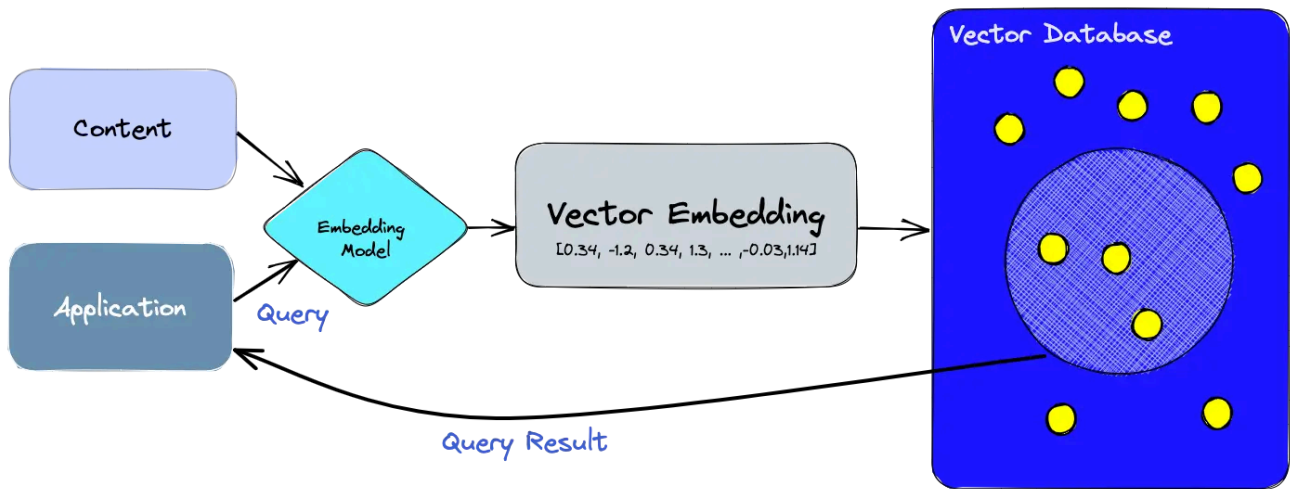 Vector Database
Content
Embedding
Model
Vector Embedding
[0.34, -1.2, 0.34, 1.3, ... ,-0.03,1.14]
Application
Query
Query Result